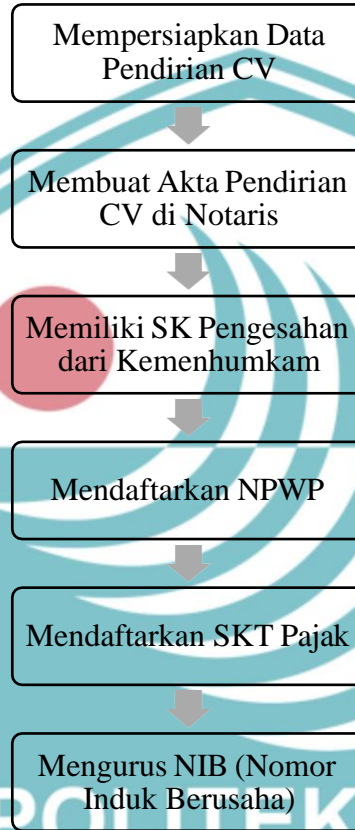 Mempersiapkan Data
Pendirian CV
Membuat Akta Pendirian
CV di Notaris
Memiliki SK Pengesahan
dari Kemenhumkam
Mendaftarkan NPWP
Mendaftarkan SKT Pajak
Mengurus NIB (Nomor
Induk Berusaha)
POLITEK